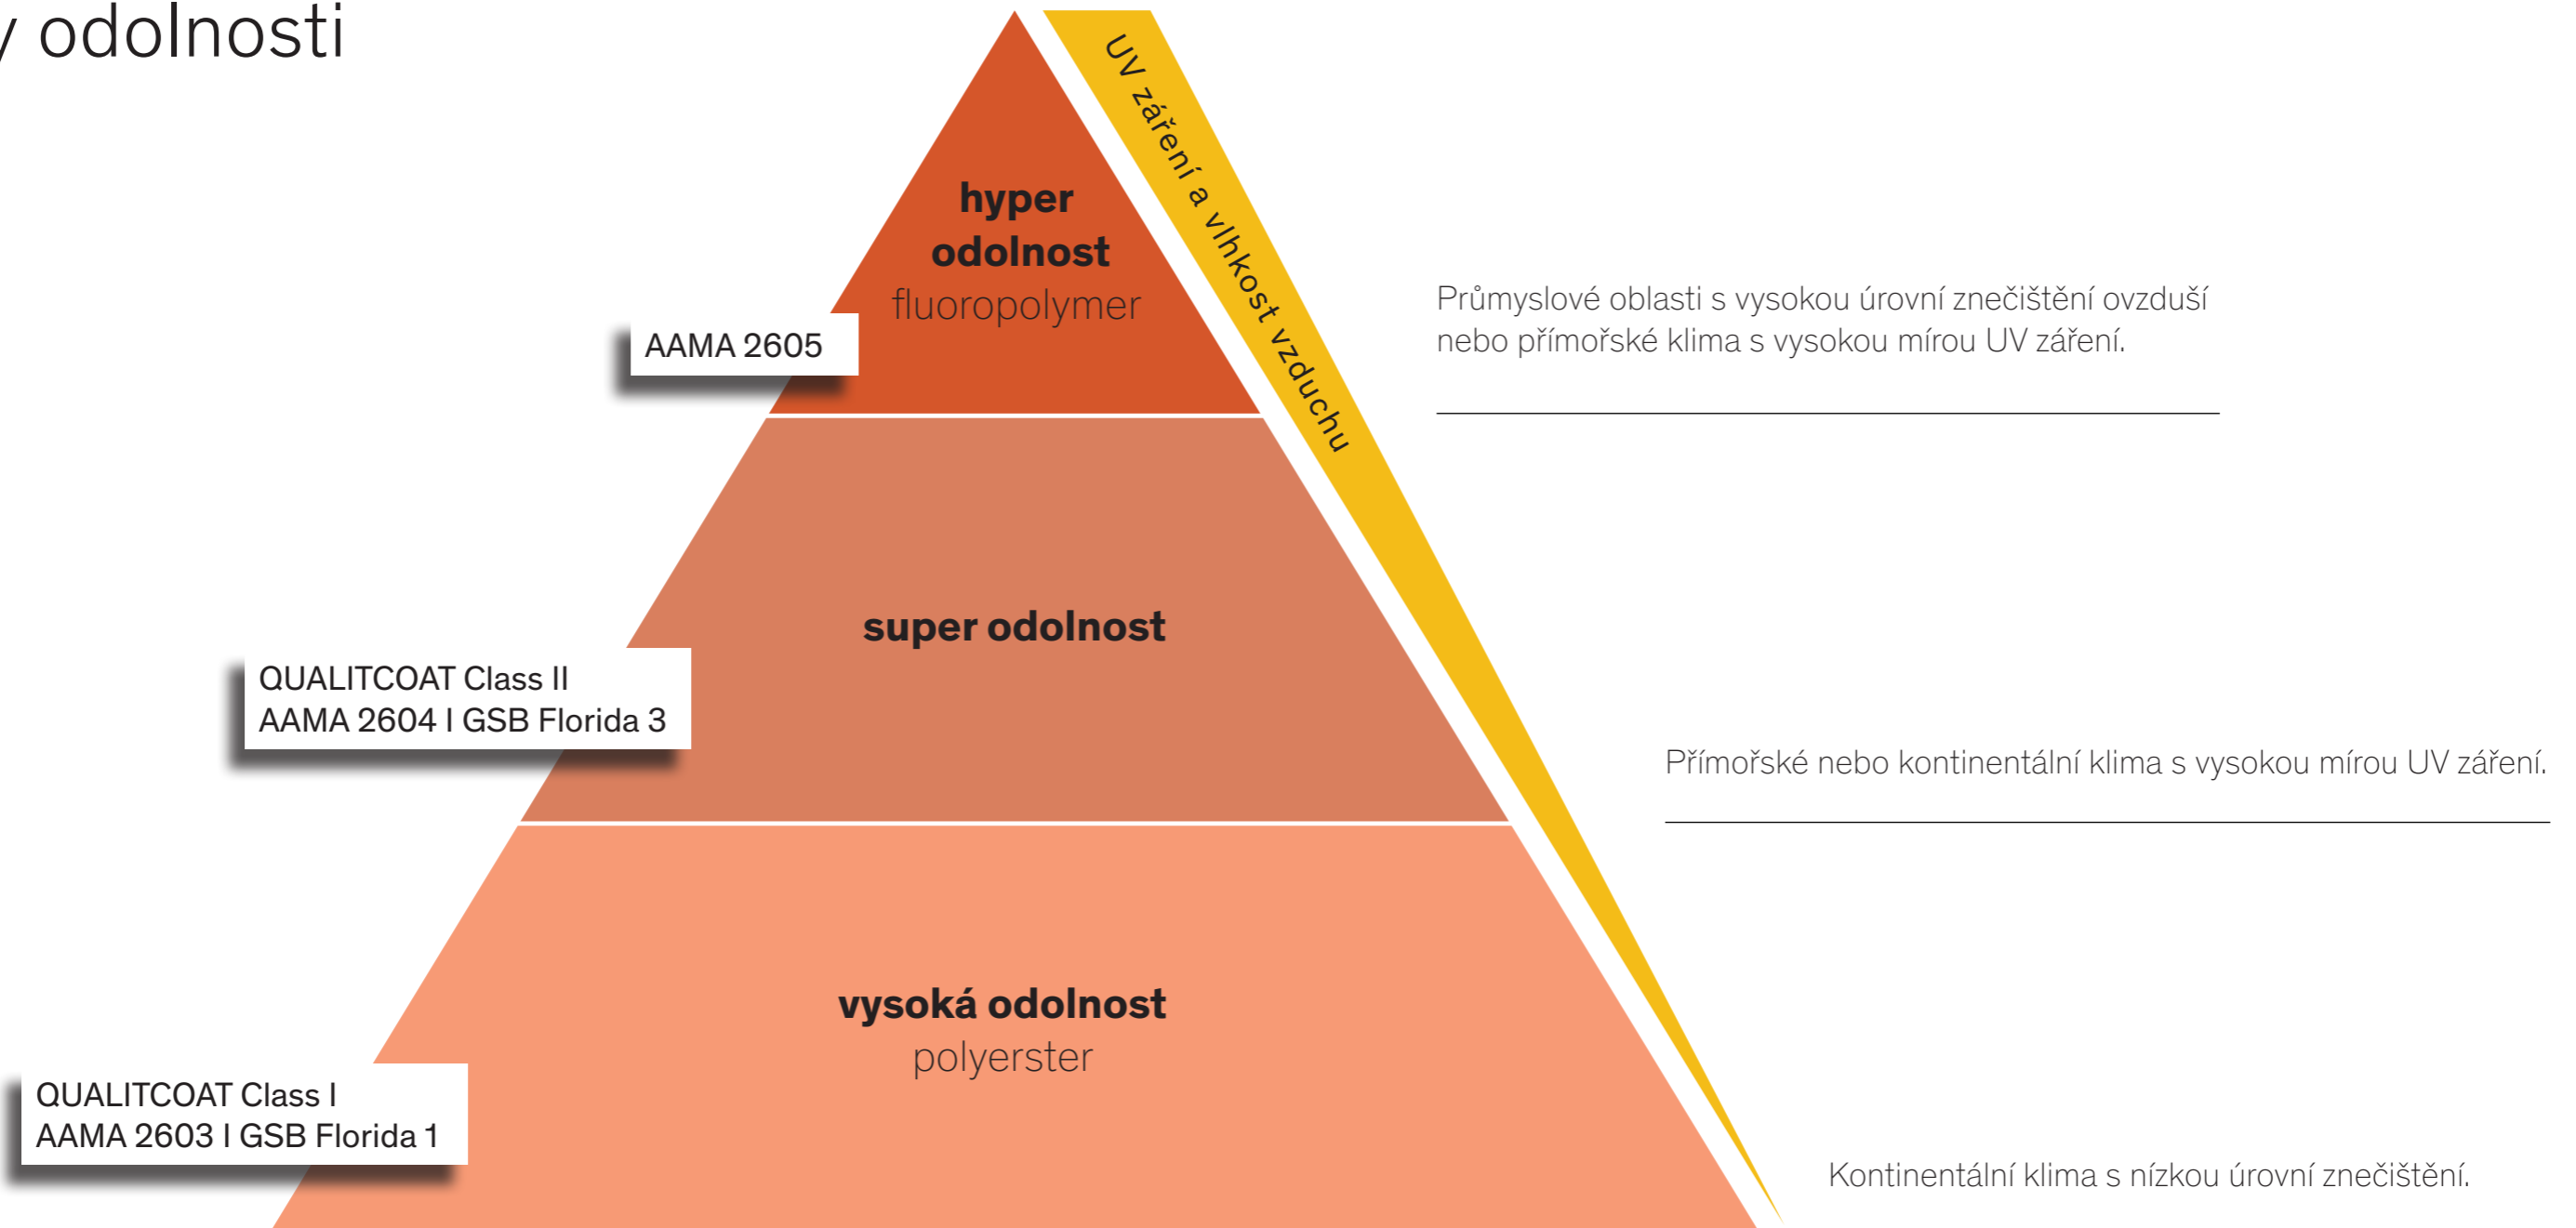 y odolnosti
UV záření a vlhkost vzduchu
hyper
odolnost
fluoropolymer
AAMA 2605
Průmyslové oblasti s vysokou úrovní znečištění ovzduší
nebo přímořské klima s vysokou mírou UV záření.
super odolnost
QUALITCOAT Class II
AAMA 2604 I GSB Florida 3
Přímořské nebo kontinentální klima s vysokou mírou UV záření.
vysoká odolnost
polyerster
QUALITCOAT Class I
AAMA 2603 I GSB Florida 1
Kontinentální klima s nízkou úrovní znečištění.